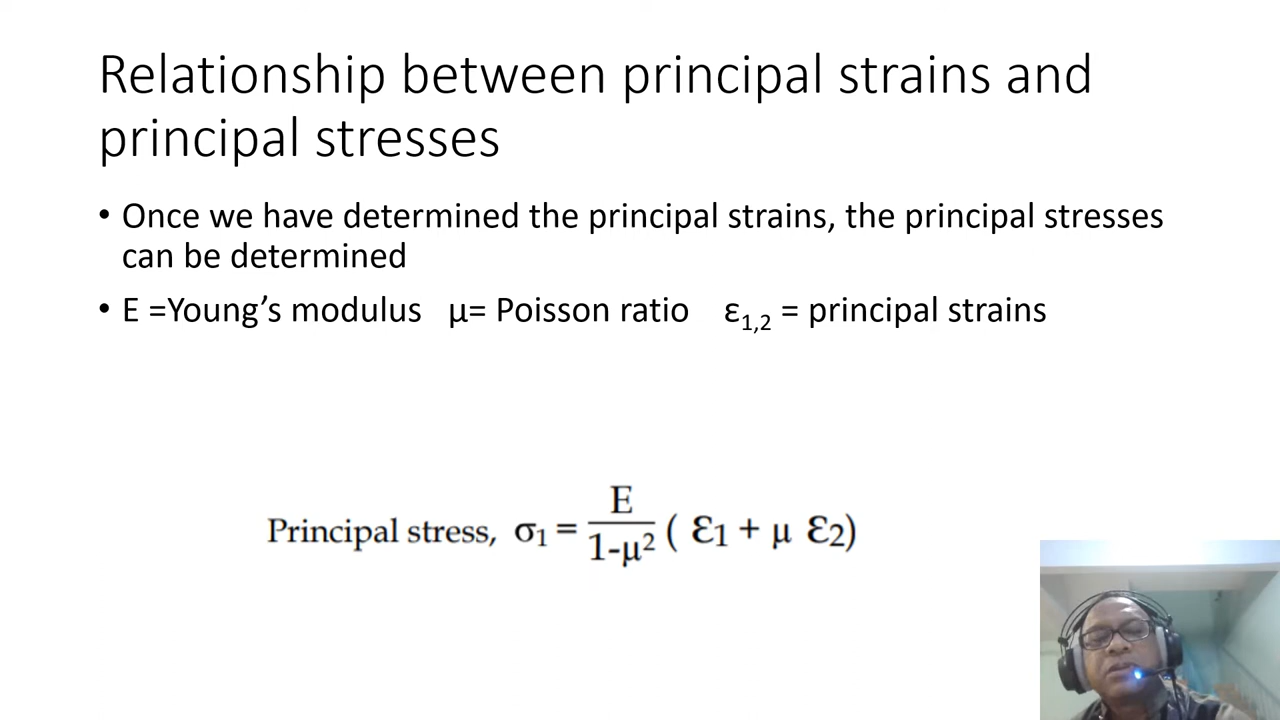 Relationship between principal strains and
principal stresses
• Once we have determined the principal strains, the principal stresses
can be determined
• E =Young’s modulus μ= Poisson ratio ε1,2 = principal strains
Principal stress, σ1 = E/1-μ² ( ε1 + μ ε2)